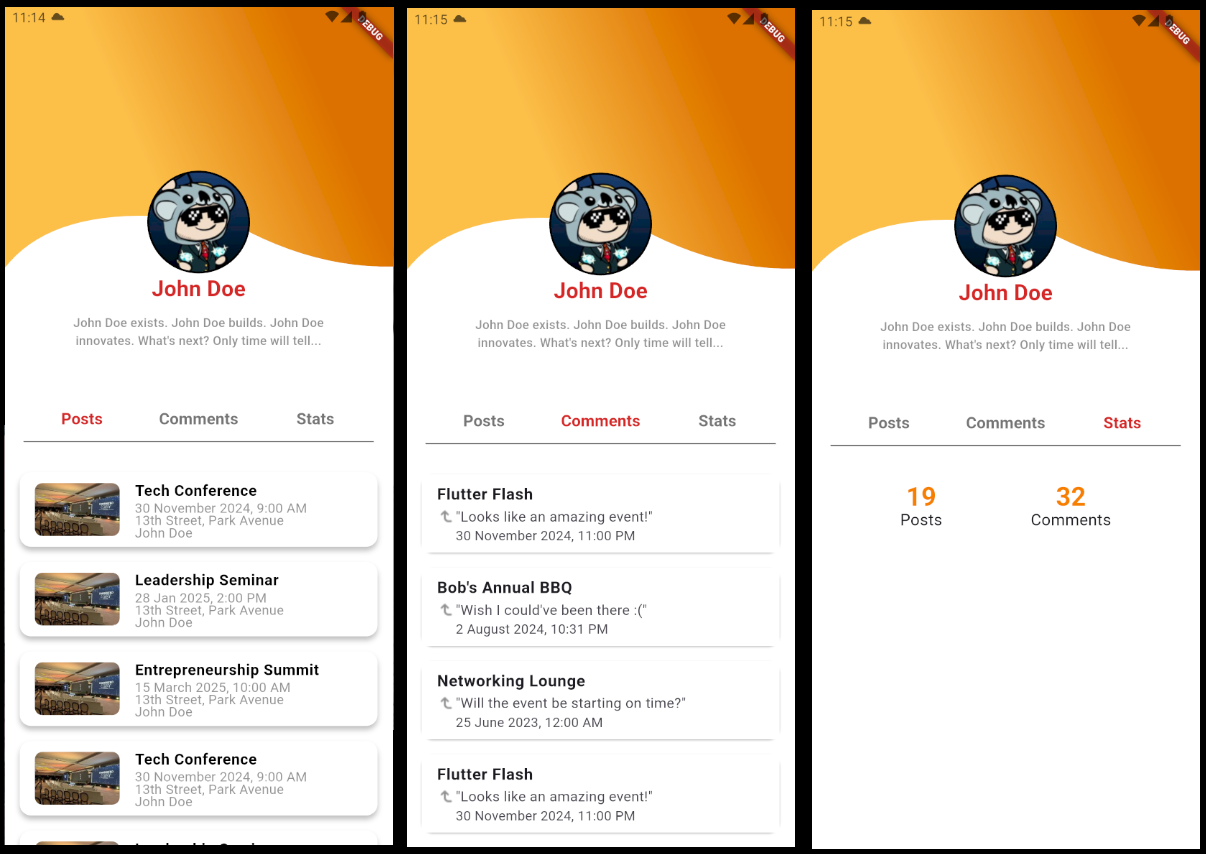 11:14
DEBUG
John Doe
John Doe exists. John Doe builds. John Doe
innovates. What's next? Only time will tell...
Posts Comments Stats
Tech Conference
30 November 2024, 9:00 AM
13th Street, Park Avenue
John Doe
Leadership Seminar
28 Jan 2025, 2:00 PM
13th Street, Park Avenue
John Doe
Entrepreneurship Summit
15 March 2025, 10:00 AM
13th Street, Park Avenue
John Doe
Tech Conference
30 November 2024, 9:00 AM
13th Street, Park Avenue
John Doe
11:15
DEBUG
John Doe
John Doe exists. John Doe builds. John Doe
innovates. What's next? Only time will tell...
Posts Comments Stats
Flutter Flash
"Looks like an amazing event!"
30 November 2024, 11:00 PM
Bob's Annual BBQ
"Wish I could've been there :("
2 August 2024, 10:31 PM
Networking Lounge
"Will the event be starting on time?"
25 June 2023, 12:00 AM
Flutter Flash
"Looks like an amazing event!"
30 November 2024, 11:00 PM
11:15
DEBUG
John Doe
John Doe exists. John Doe builds. John Doe
innovates. What's next? Only time will tell...
Posts Comments Stats
19 32
Posts Comments